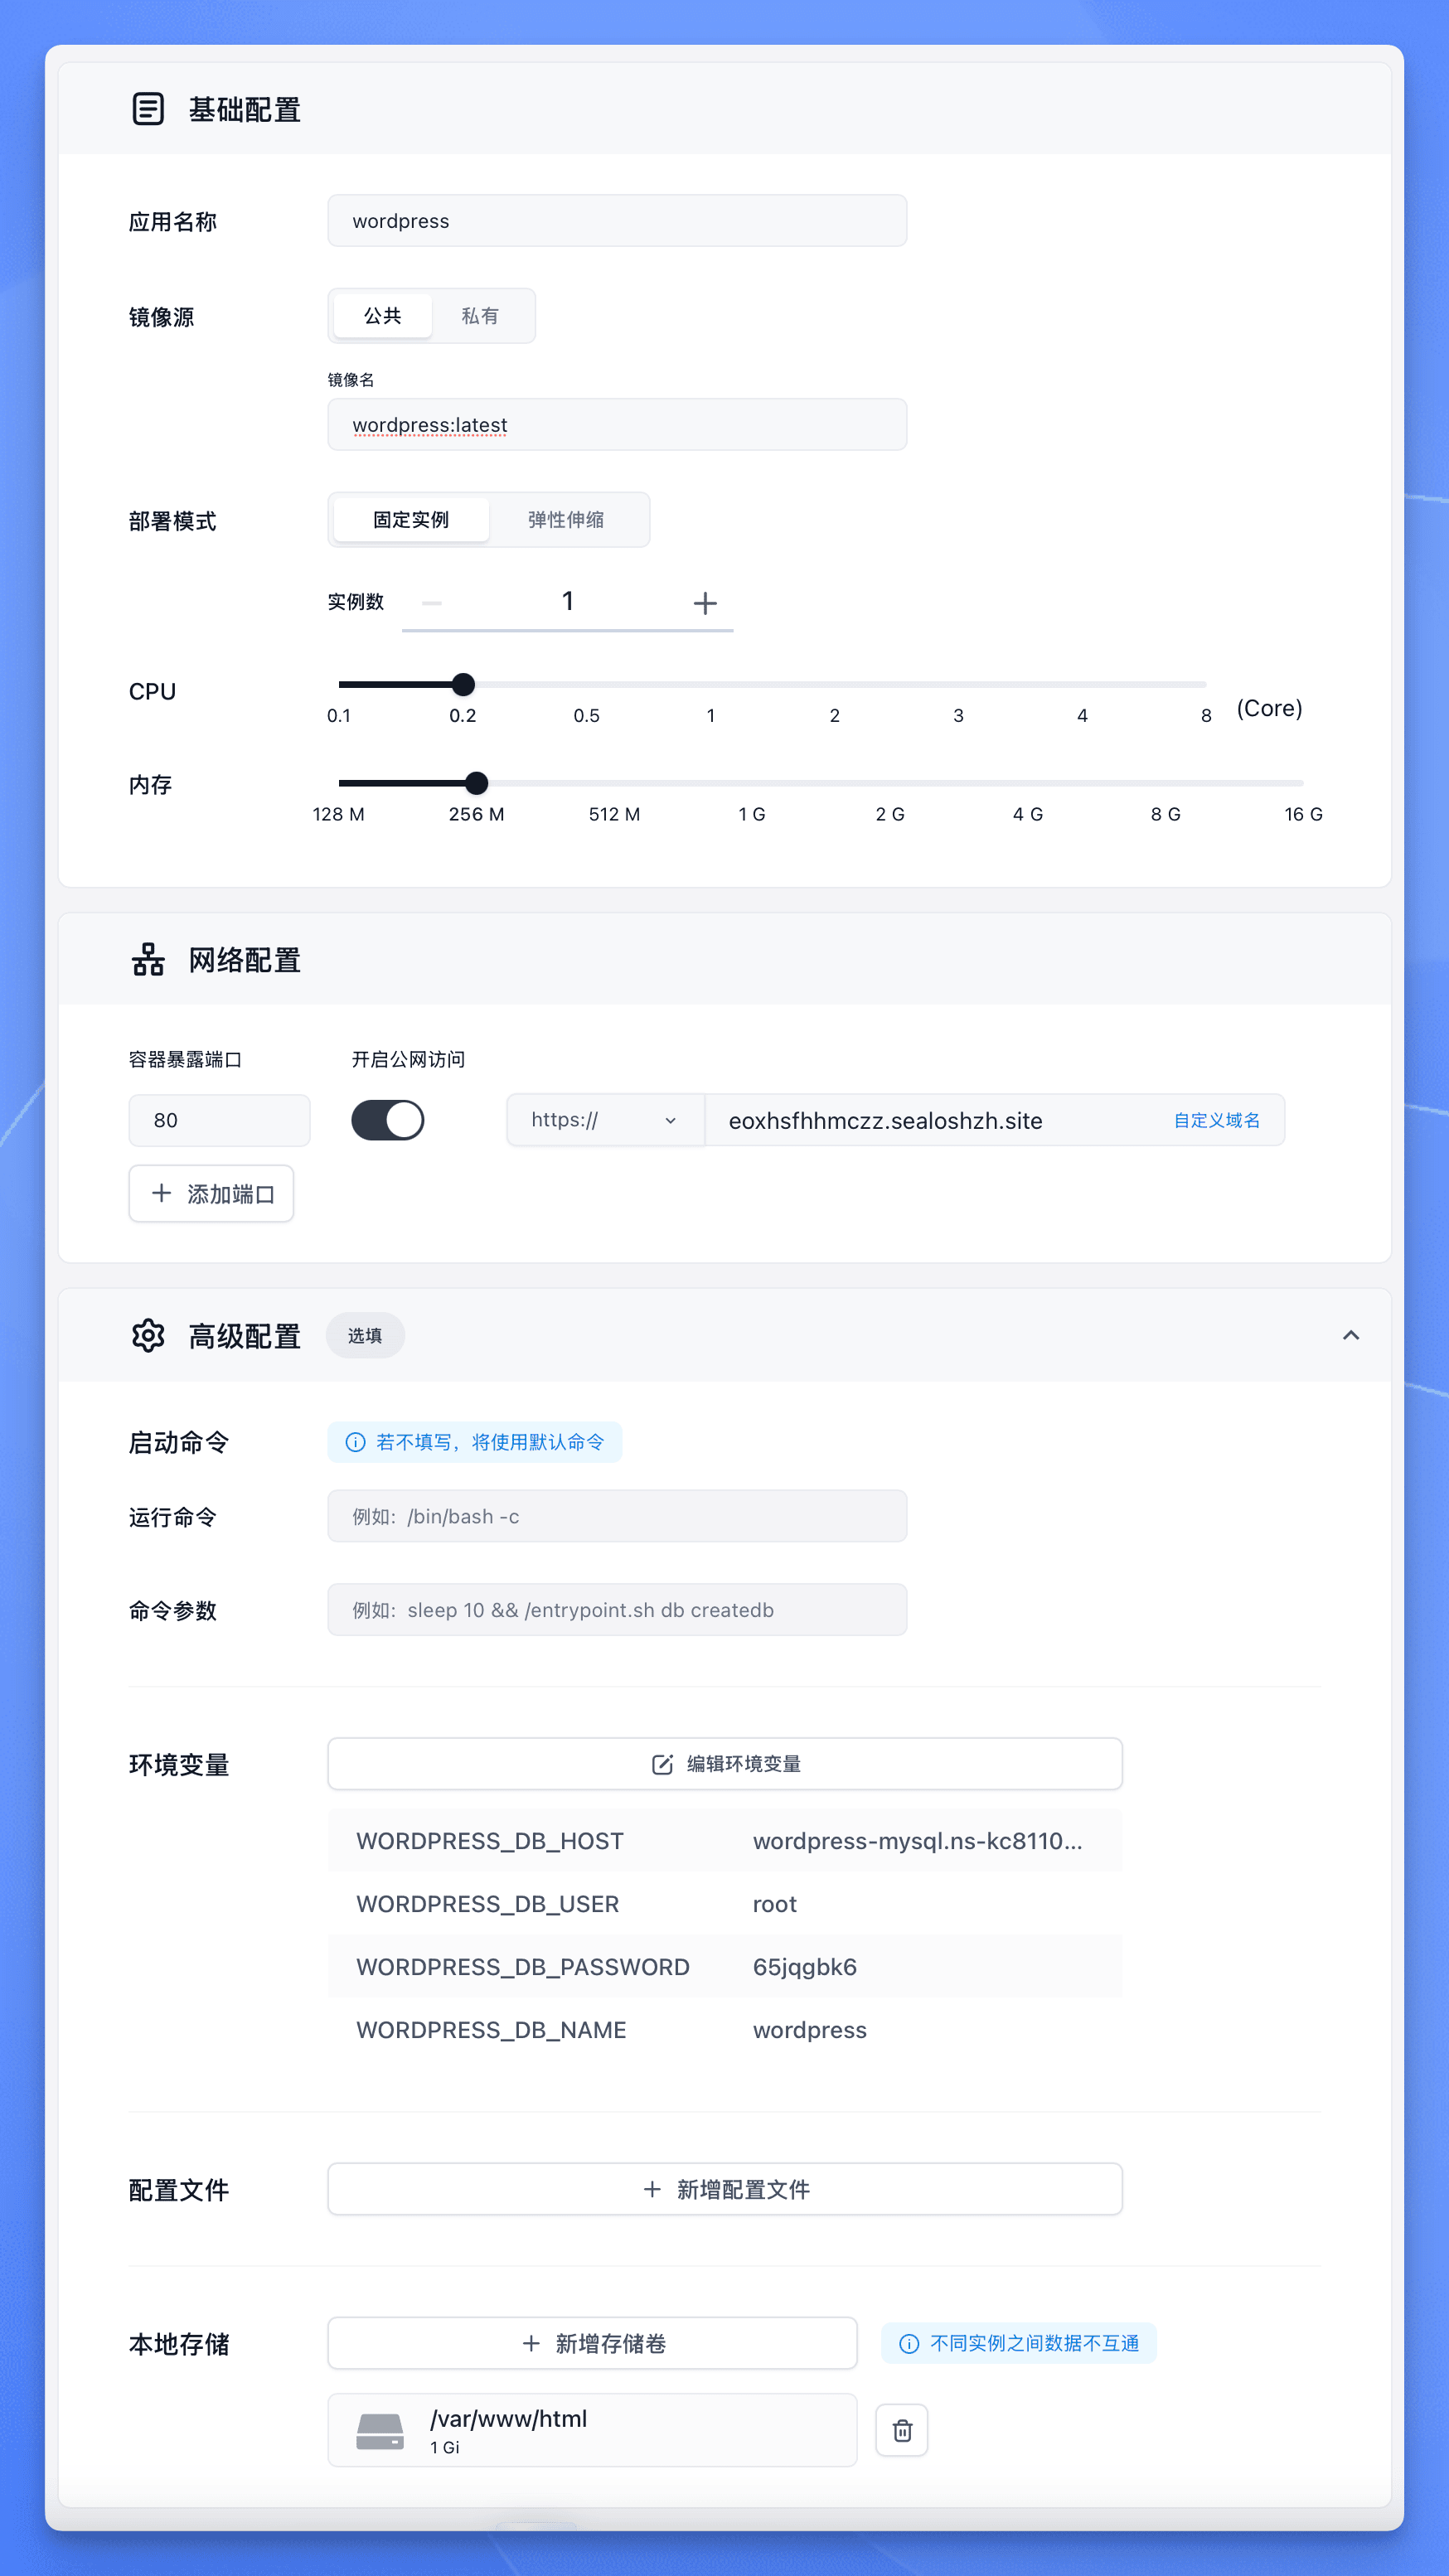 基础配置
应用名称
wordpress
镜像源
公共
私有
镜像名
wordpress:latest
部署模式
固定实例
弹性伸缩
实例数
1
CPU
0.1
0.2
0.5
1
2
3
4
8
(Core)
内存
128 M
256 M
512 M
1 G
2 G
4 G
8 G
16 G
网络配置
容器暴露端口
开启公网访问
80
https://
eoxhsfhhmczz.sealoshzh.site
自定义域名
添加端口
高级配置
选填
启动命令
若不填写，将使用默认命令
运行命令
例如：/bin/bash -c
命令参数
例如：sleep 10 && /entrypoint.sh db createdb
环境变量
编辑环境变量
WORDPRESS_DB_HOST
wordpress-mysql.ns-kc8110...
WORDPRESS_DB_USER
root
WORDPRESS_DB_PASSWORD
65jqgbk6
WORDPRESS_DB_NAME
wordpress
配置文件
新增配置文件
本地存储
新增存储卷
不同实例之间数据不互通
/var/www/html
1 Gi